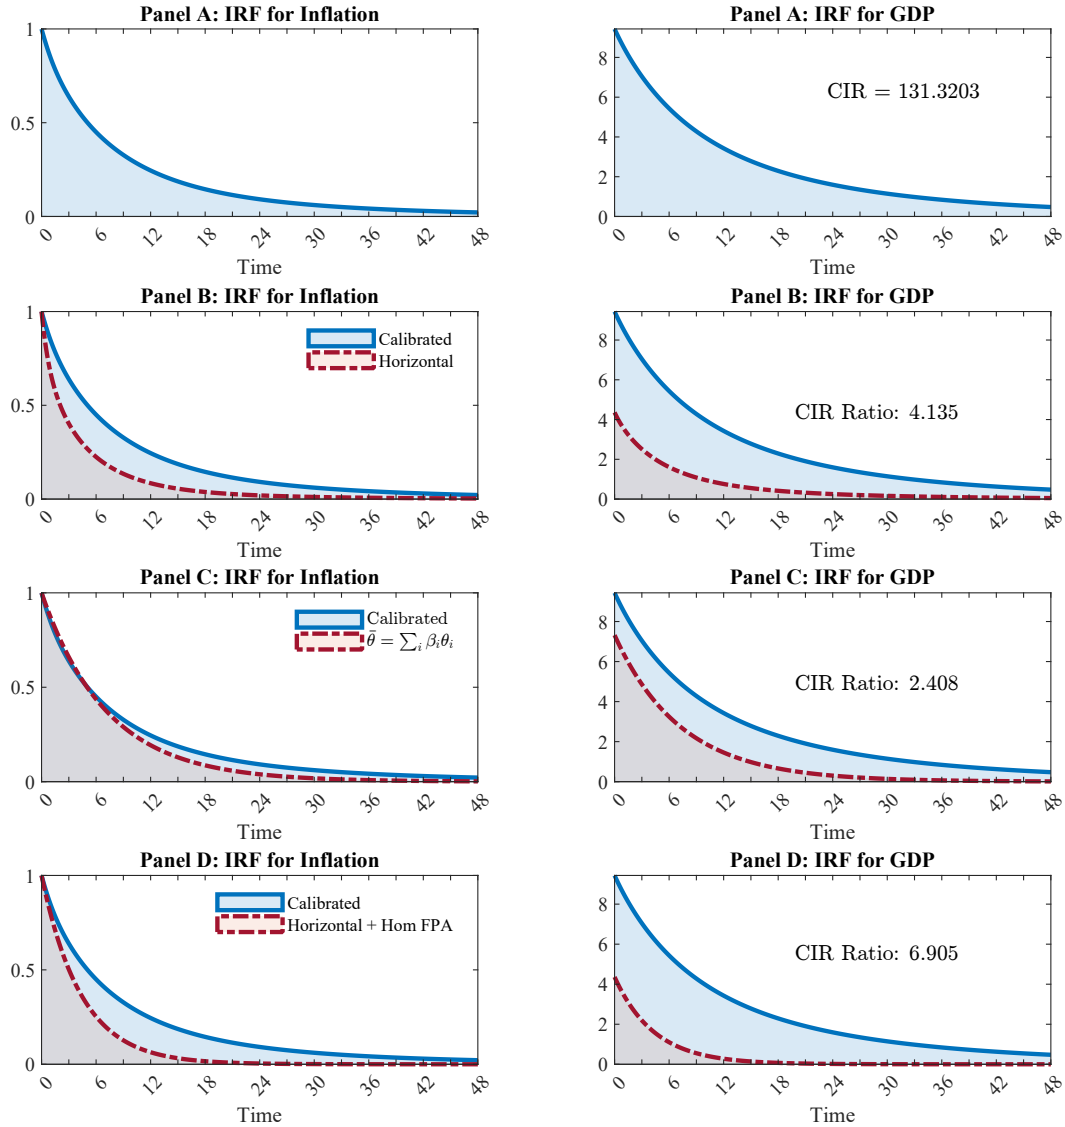 Panel A: IRF for Inflation
1
0.5
0
0 6 12 18 24 30 36 42 48
Time
Panel A: IRF for GDP
8
6
4
2
0
CIR = 131.3203
0 6 12 18 24 30 36 42 48
Time
Panel B: IRF for Inflation
1
0.5
0
Calibrated
Horizontal
0 6 12 18 24 30 36 42 48
Time
Panel B: IRF for GDP
8
6
4
2
0
CIR Ratio: 4.135
0 6 12 18 24 30 36 42 48
Time
Panel C: IRF for Inflation
1
0.5
0
Calibrated
θ̄ = ∑ᵢ βᵢθᵢ
0 6 12 18 24 30 36 42 48
Time
Panel C: IRF for GDP
8
6
4
2
0
CIR Ratio: 2.408
0 6 12 18 24 30 36 42 48
Time
Panel D: IRF for Inflation
1
0.5
0
Calibrated
Horizontal + Hom FPA
0 6 12 18 24 30 36 42 48
Time
Panel D: IRF for GDP
8
6
4
2
0
CIR Ratio: 6.905
0 6 12 18 24 30 36 42 48
Time